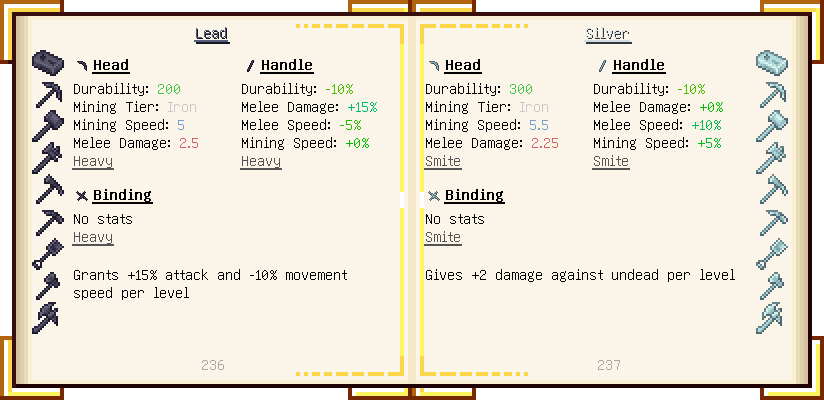 Lead
Head
Durability: 200
Mining Tier: Iron
Mining Speed: 5
Melee Damage: 2.5
Heavy
Handle
Durability: -10%
Melee Damage: +15%
Melee Speed: -5%
Mining Speed: +0%
Heavy
Binding
No stats
Heavy
Grants +15% attack and -10% movement
speed per level
236
Silver
Head
Durability: 300
Mining Tier: Iron
Mining Speed: 5.5
Melee Damage: 2.25
Smite
Handle
Durability: -10%
Melee Damage: +0%
Melee Speed: +10%
Mining Speed: +5%
Smite
Binding
No stats
Smite
Gives +2 damage against undead per level
237